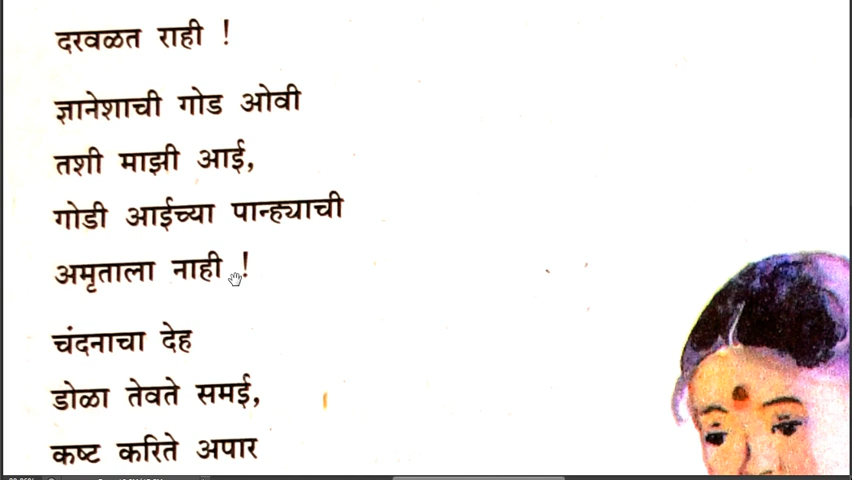 दरवळत राही !
ज्ञानेशाची गोड ओवी
तशी माझी आई,
गोडी आईच्या पान्ह्याची
अमृताला नाही !
चंदनाचा देह
डोळा तेवते समई,
कष्ट करिते अपार